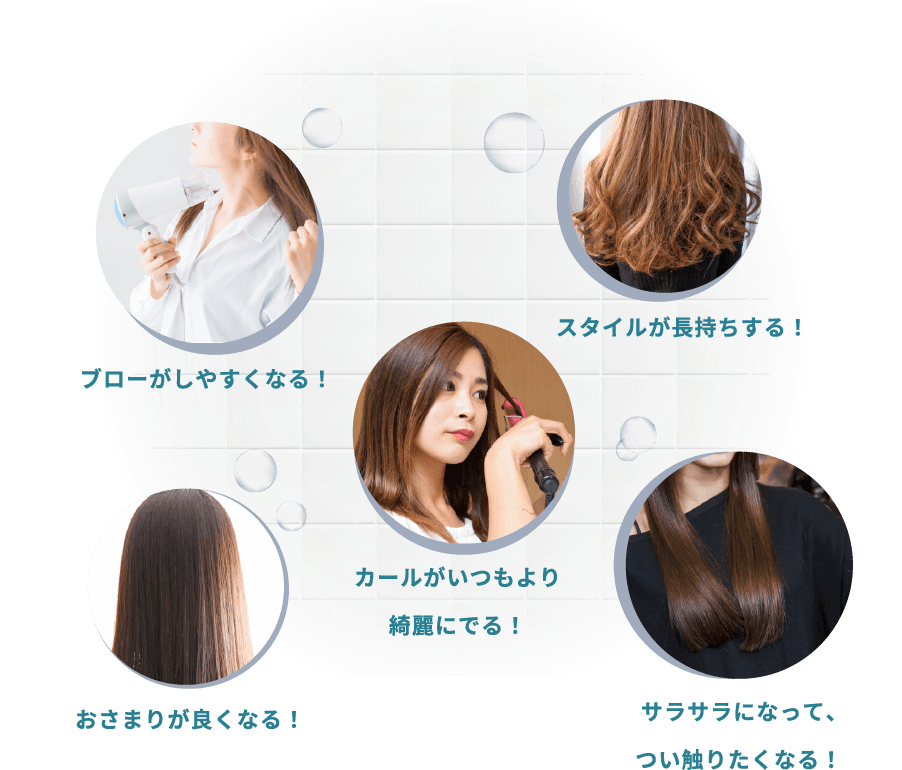 スタイルが長持ちする！
ブローがしやすくなる！
カールがいつもより
綺麗にでる！
おさまりが良くなる！
サラサラになって、
つい触りたくなる！